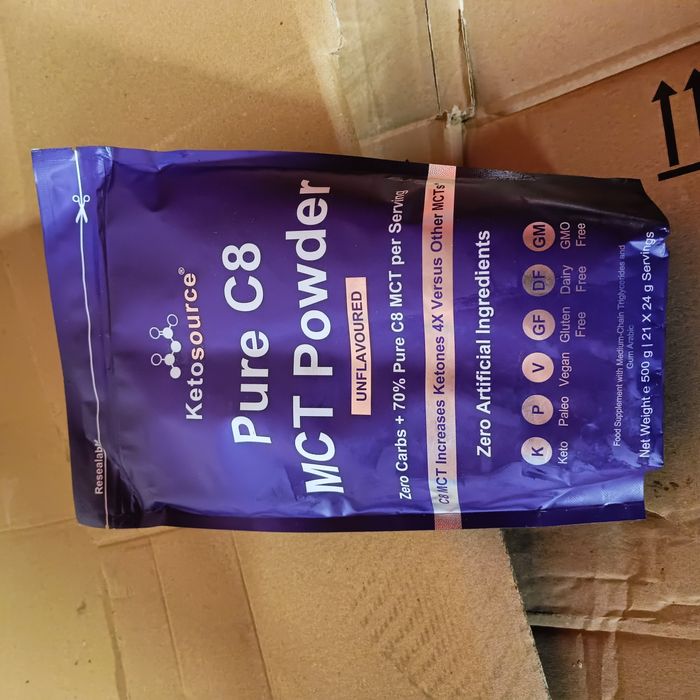 Resealable
Ketosource®
Pure C8
MCT Powder
UNFLAVOURED
Zero Carbs + 70% Pure C8 MCT per Serving
C8 MCT Increases Ketones 4X Versus Other MCTs*
Zero Artificial Ingredients
K P V GF DF GM
Keto Paleo Vegan Gluten Free Dairy Free GMO Free
Food Supplement with Medium-Chain Triglycerides and
Gum Arabic
Net Weight e 500 g | 21 X 24 g Servings